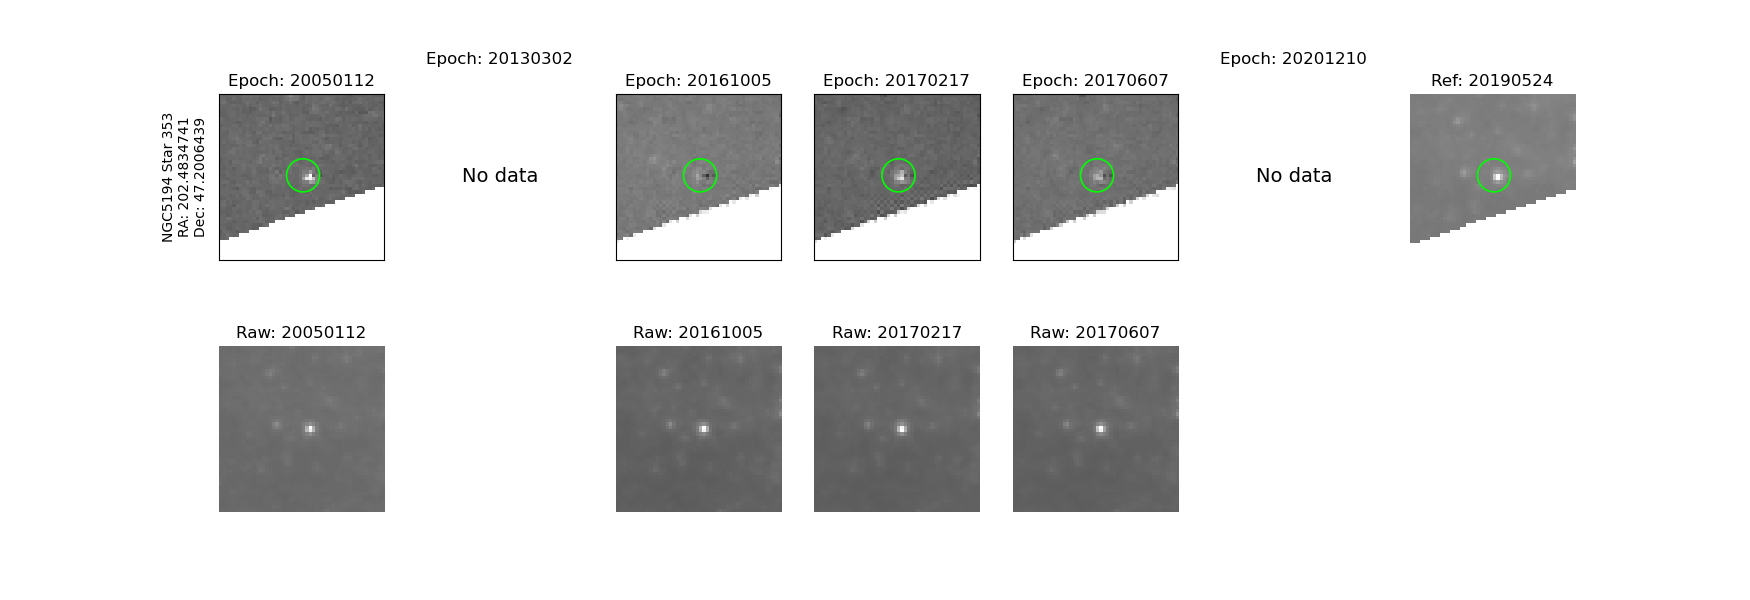 Epoch: 20130302
Epoch: 20201210
Epoch: 20050112
Epoch: 20161005
Epoch: 20170217
Epoch: 20170607
Ref: 20190524
NGC5194 Star 353
RA: 202.4834741
Dec: 47.2006439
No data
No data
Raw: 20050112
Raw: 20161005
Raw: 20170217
Raw: 20170607